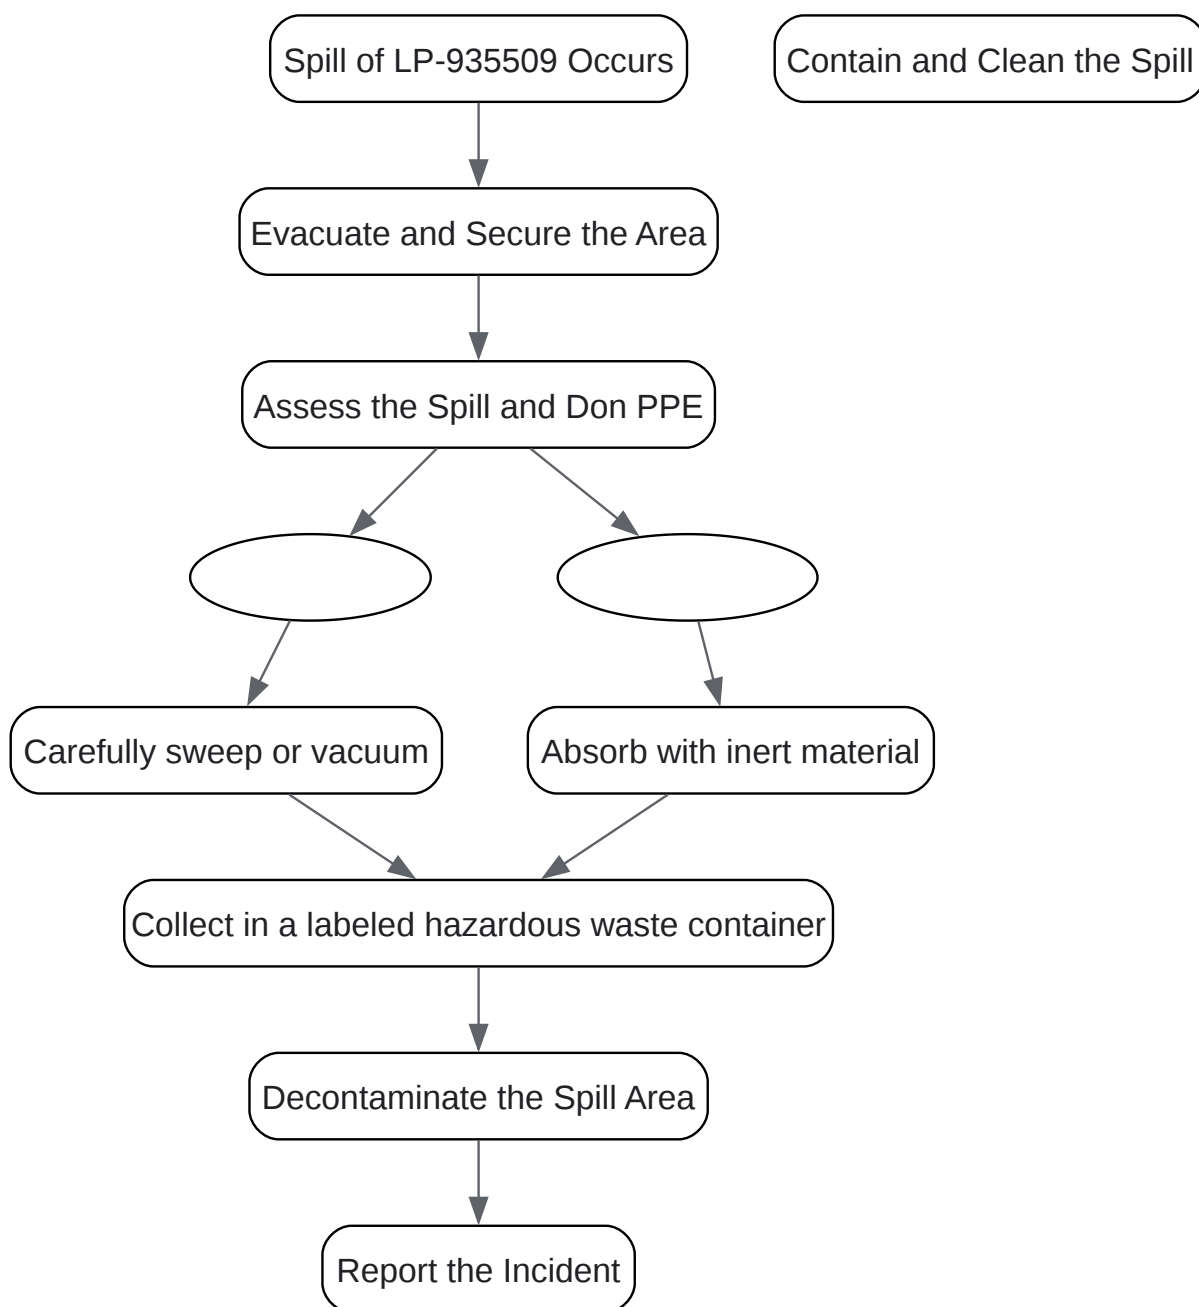 Spill of LP-935509 Occurs
Contain and Clean the Spill
Evacuate and Secure the Area
Assess the Spill and Don PPE
Carefully sweep or vacuum
Absorb with inert material
Collect in a labeled hazardous waste container
Decontaminate the Spill Area
Report the Incident